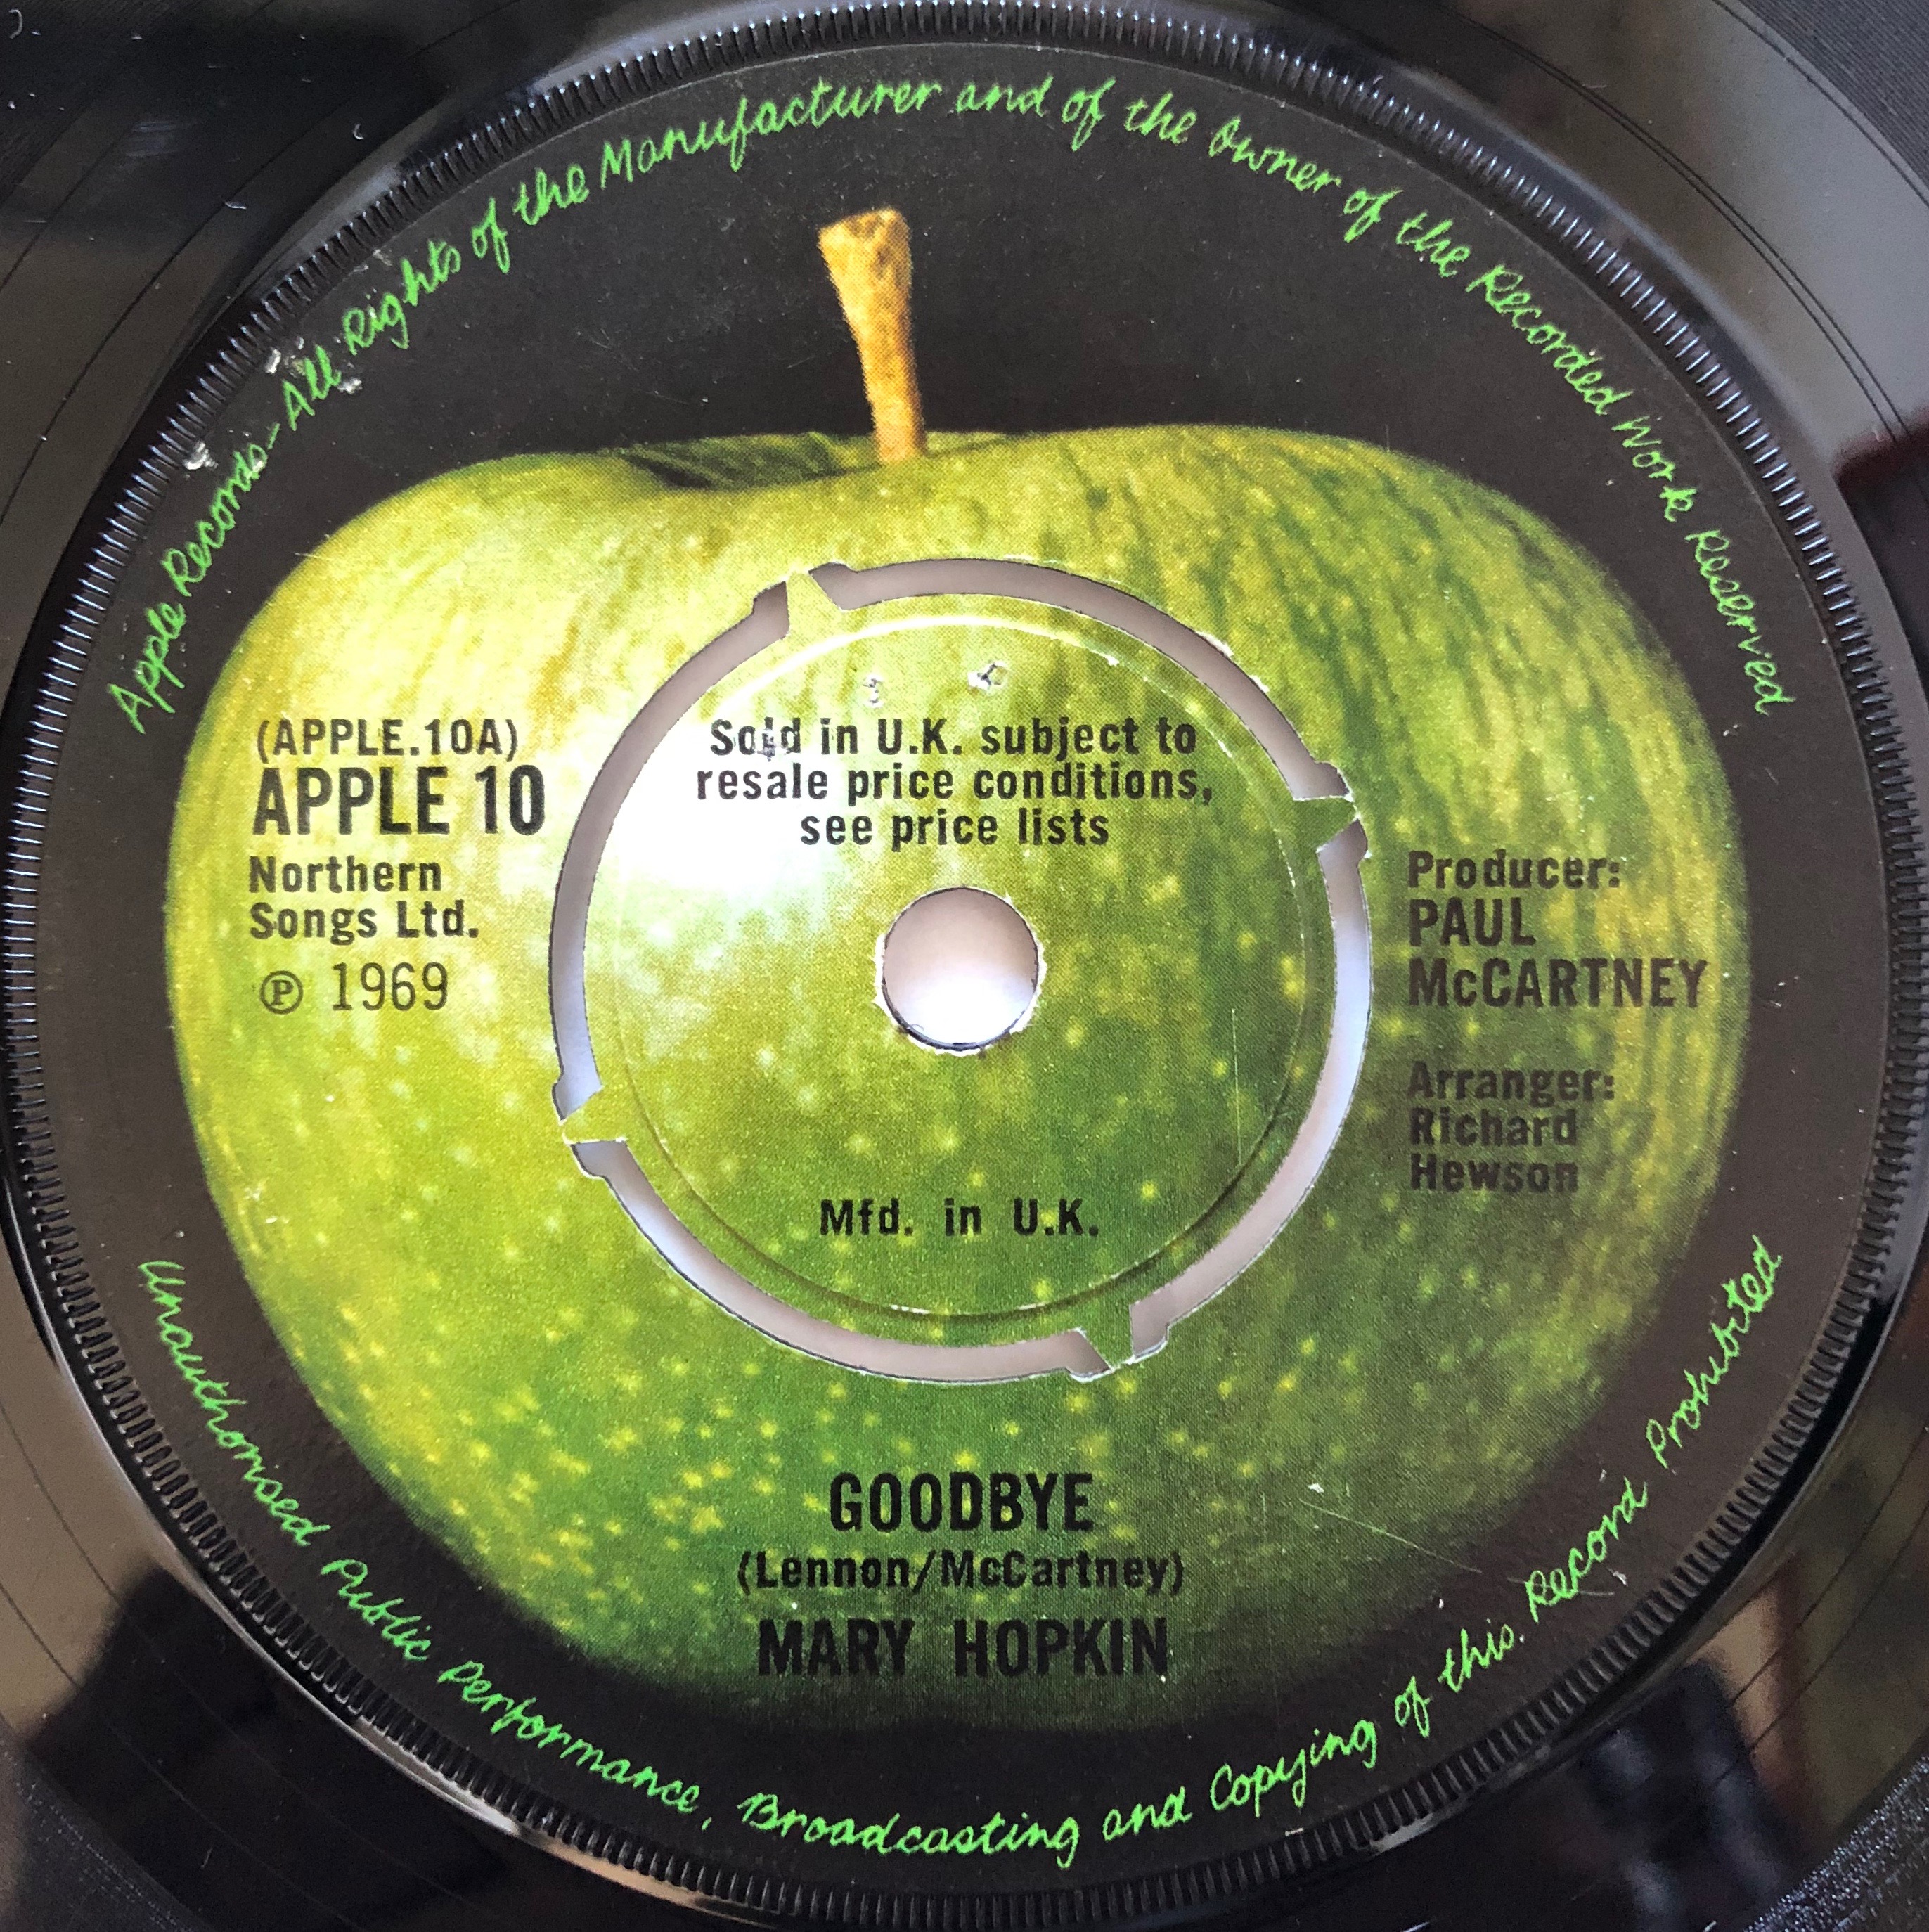 Apple Records - All Rights of the Manufacturer and of the Owner of the Recorded Work Reserved
(APPLE.10A)
APPLE 10
Northern
Songs Ltd.
℗ 1969
Sold in U.K. subject to
resale price conditions,
see price lists
Producer:
PAUL
McCARTNEY
Arranger:
Richard
Hewson
Mfd. in U.K.
GOODBYE
(Lennon/McCartney)
MARY HOPKIN
Unauthorised Public Performance, Broadcasting and Copying of this Record Prohibited